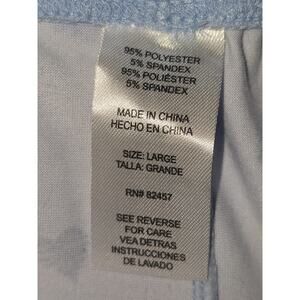 95% POLYESTER
5% SPANDEX
95% POLIÉSTER
5% SPANDEX
MADE IN CHINA
HECHO EN CHINA
SIZE: LARGE
TALLA: GRANDE
RN# 82457
SEE REVERSE
FOR CARE
VEA DETRAS
INSTRUCCIONES
DE LAVADO